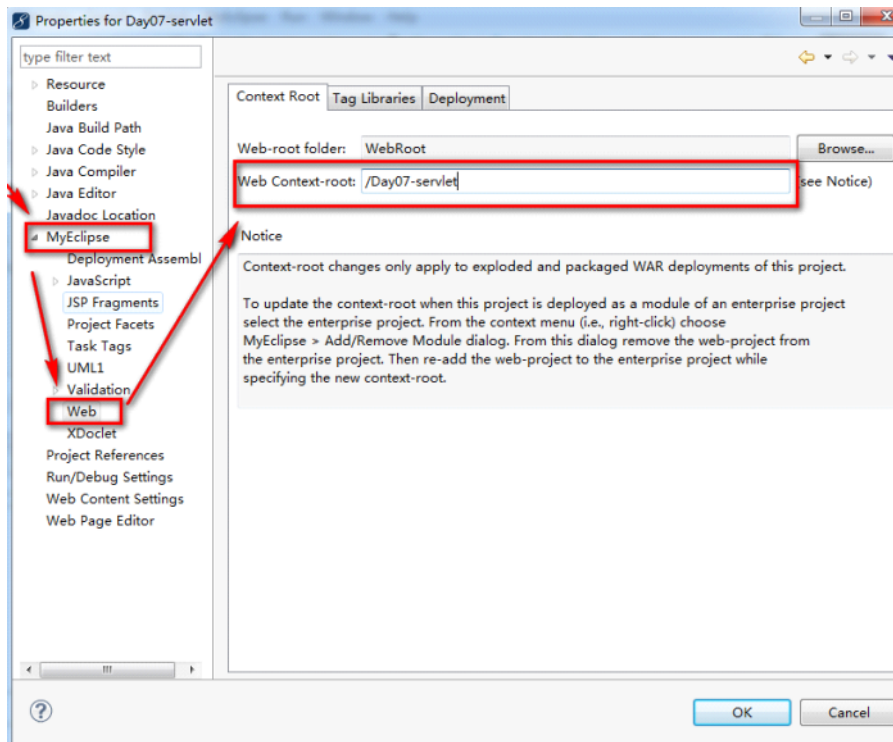 Properties for Day07-servlet
type filter text
Resource
Builders
Java Build Path
Java Code Style
Java Compiler
Java Editor
Javadoc Location
MyEclipse
Deployment Assembl
JavaScript
JSP Fragments
Project Facets
Task Tags
UML1
Validation
Web
XDoclet
Project References
Run/Debug Settings
Web Content Settings
Web Page Editor
Context Root Tag Libraries Deployment
Web-root folder: WebRoot Browse...
Web Context-root: /Day07-servlet (see Notice)
Notice
Context-root changes only apply to exploded and packaged WAR deployments of this project.
To update the context-root when this project is deployed as a module of an enterprise project
select the enterprise project. From the context menu (i.e., right-click) choose
MyEclipse > Add/Remove Module dialog. From this dialog remove the web-project from
the enterprise project. Then re-add the web-project to the enterprise project while
specifying the new context-root.
OK Cancel